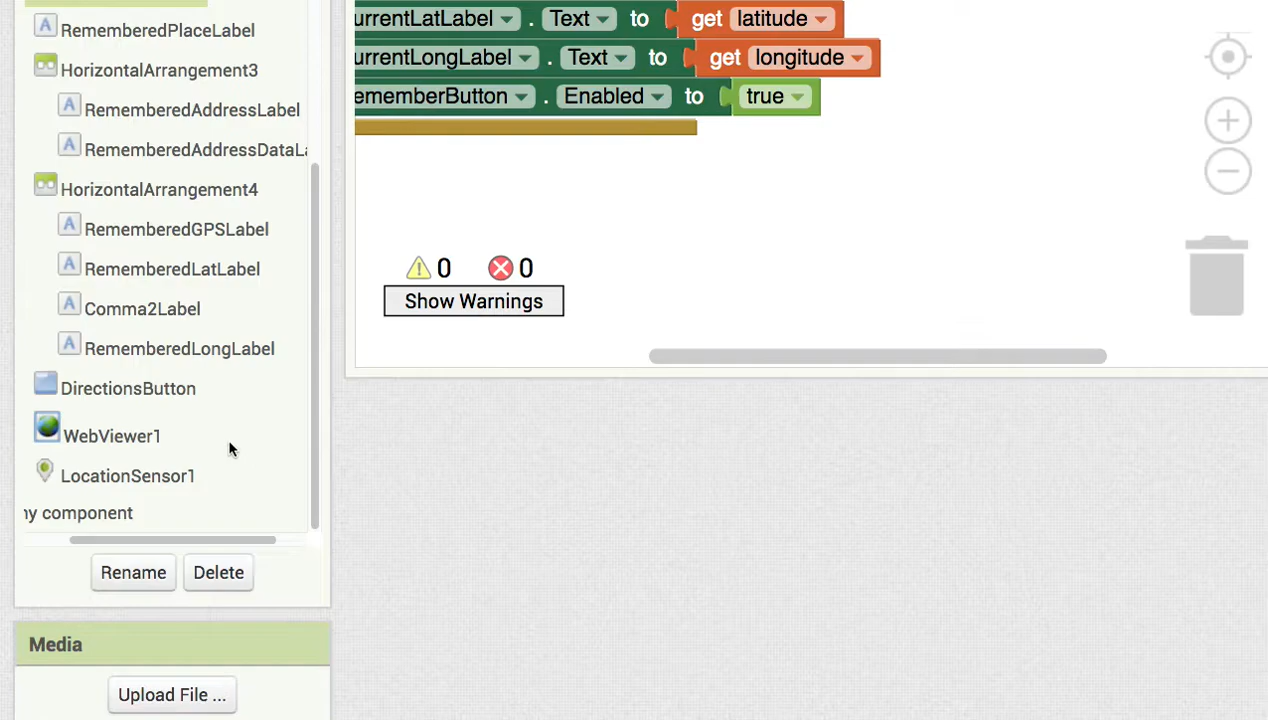 RememberedPlaceLabel
HorizontalArrangement3
RememberedAddressLabel
RememberedAddressDataLa
HorizontalArrangement4
RememberedGPSLabel
RememberedLatLabel
Comma2Label
RememberedLongLabel
DirectionsButton
WebViewer1
LocationSensor1
ny component
Rename Delete
Media
Upload File ...
urrentLatLabel . Text to get latitude
urrentLongLabel . Text to get longitude
ememberButton . Enabled to true
0 0
Show Warnings